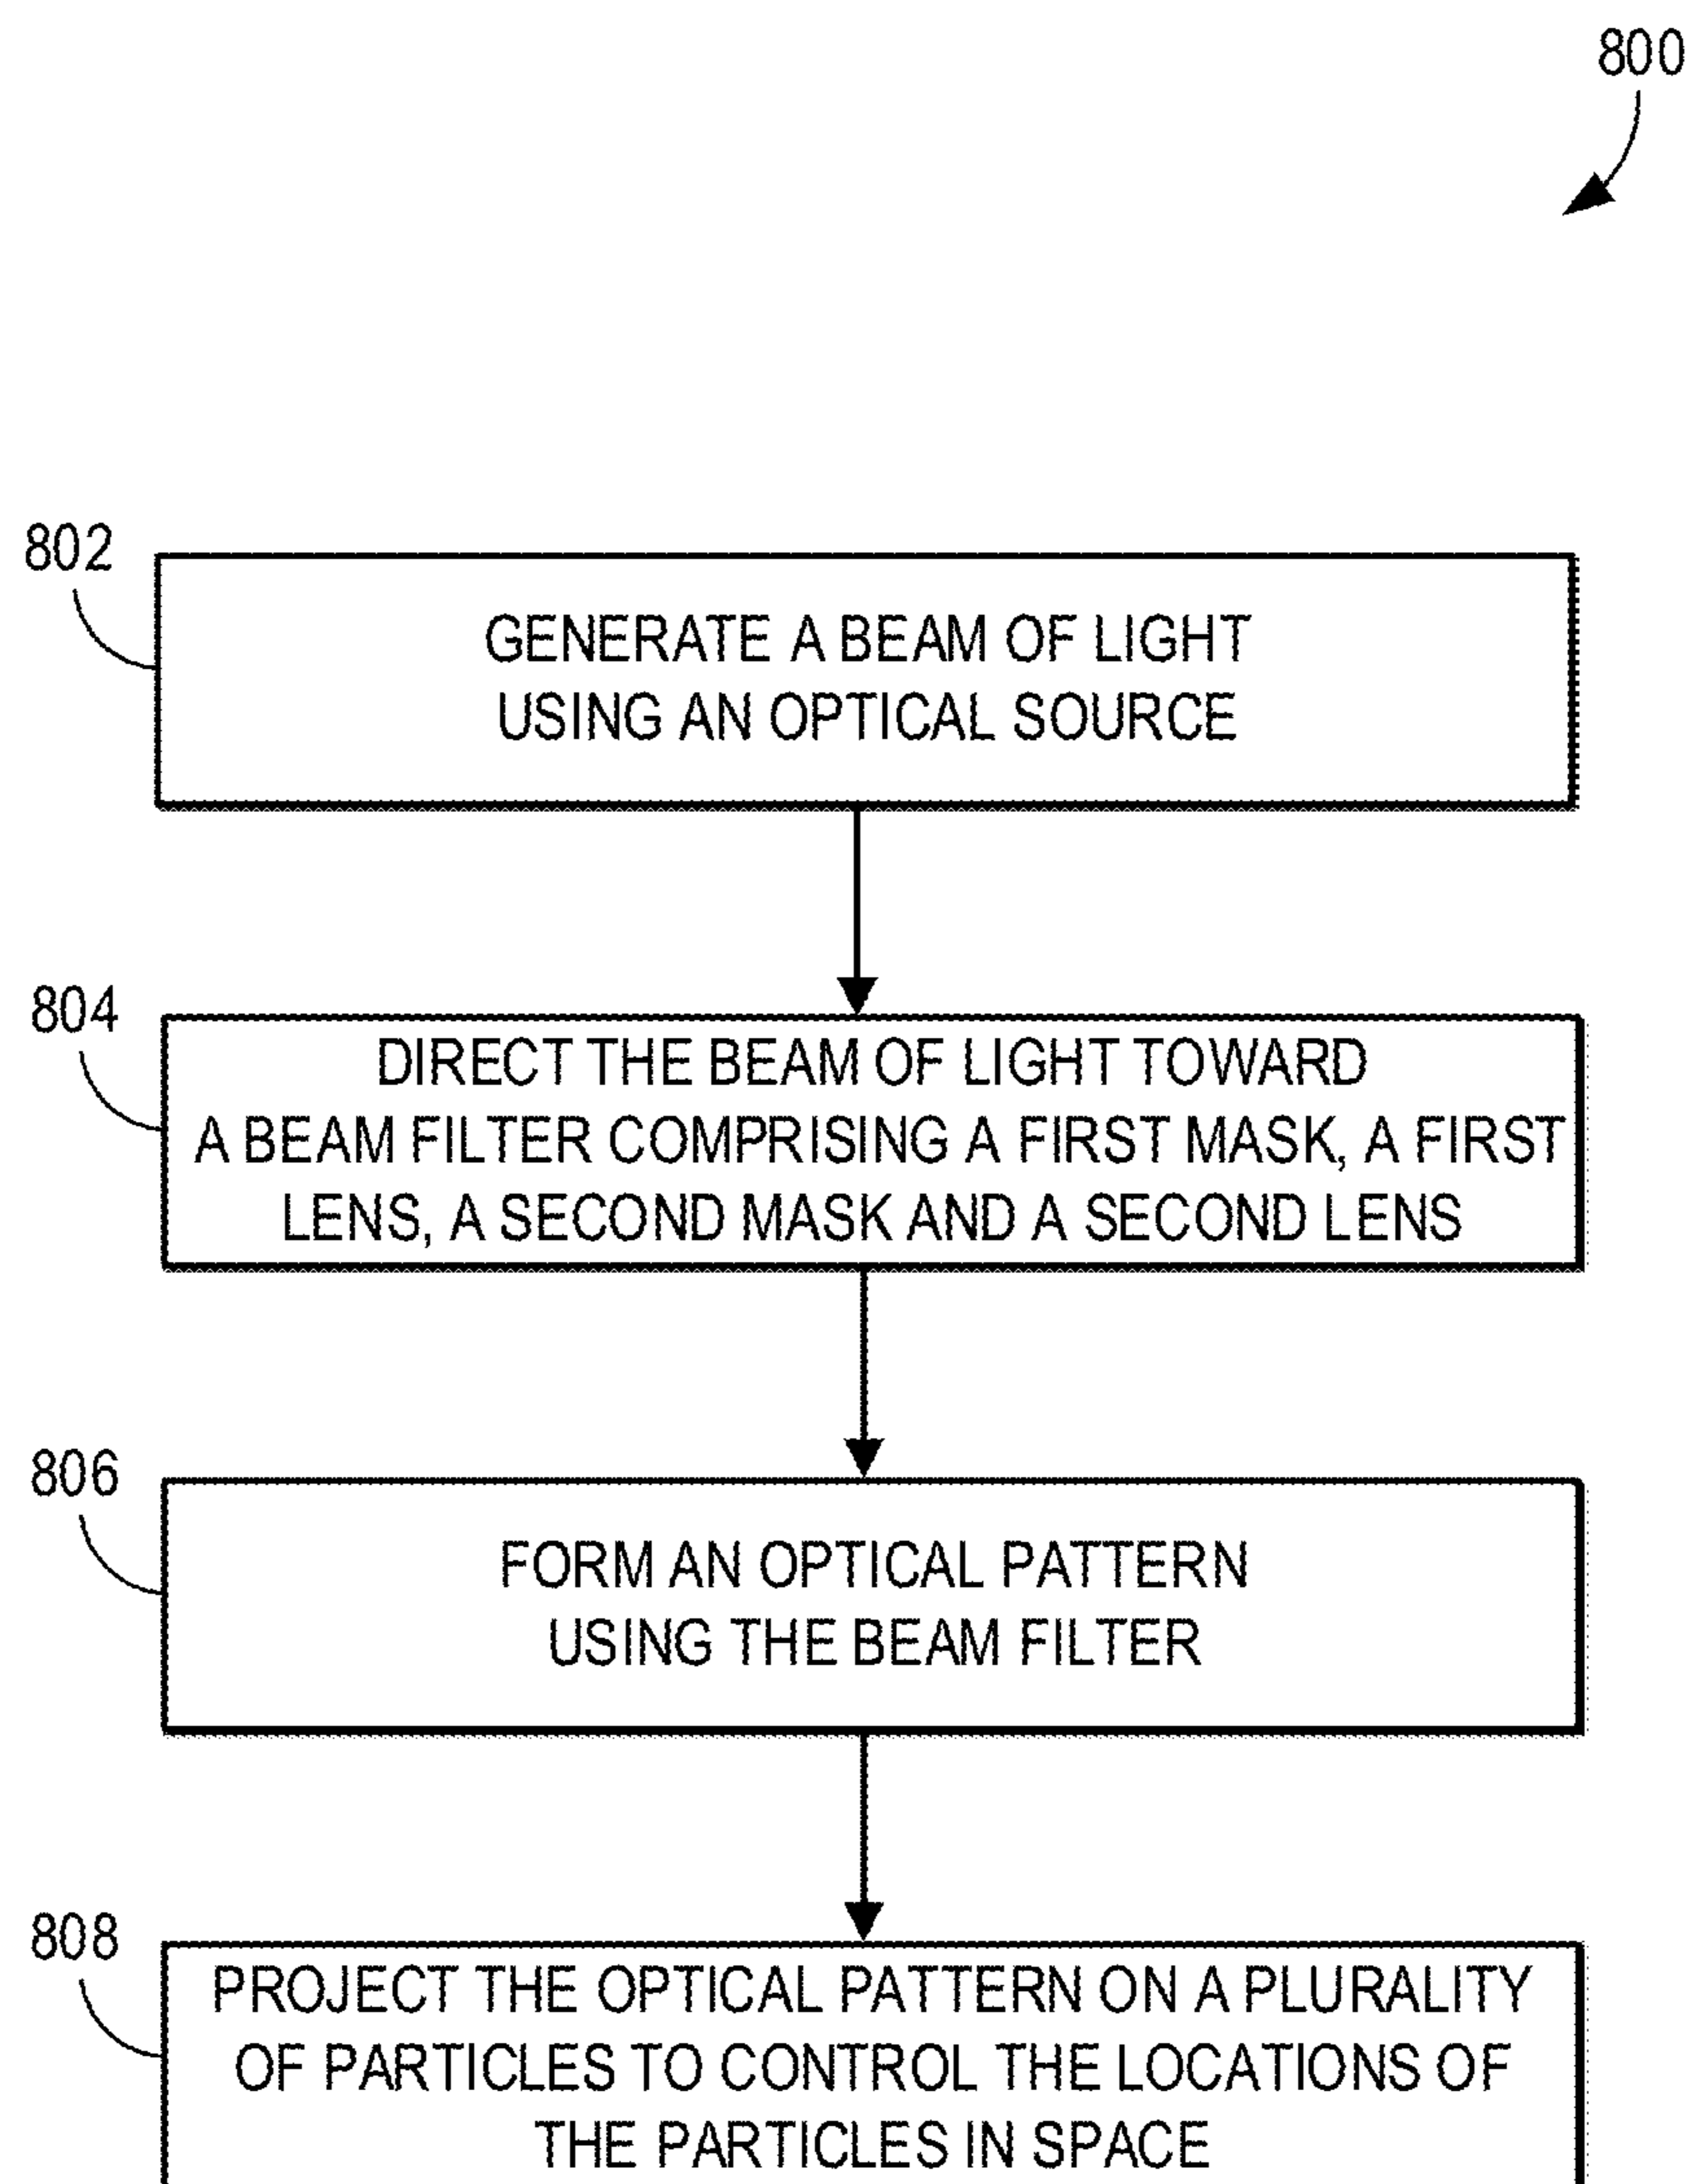 800
802
GENERATE A BEAM OF LIGHT
USING AN OPTICAL SOURCE
804
DIRECT THE BEAM OF LIGHT TOWARD
A BEAM FILTER COMPRISING A FIRST MASK, A FIRST
LENS, A SECOND MASK AND A SECOND LENS
806
FORM AN OPTICAL PATTERN
USING THE BEAM FILTER
808
PROJECT THE OPTICAL PATTERN ON A PLURALITY
OF PARTICLES TO CONTROL THE LOCATIONS OF
THE PARTICLES IN SPACE